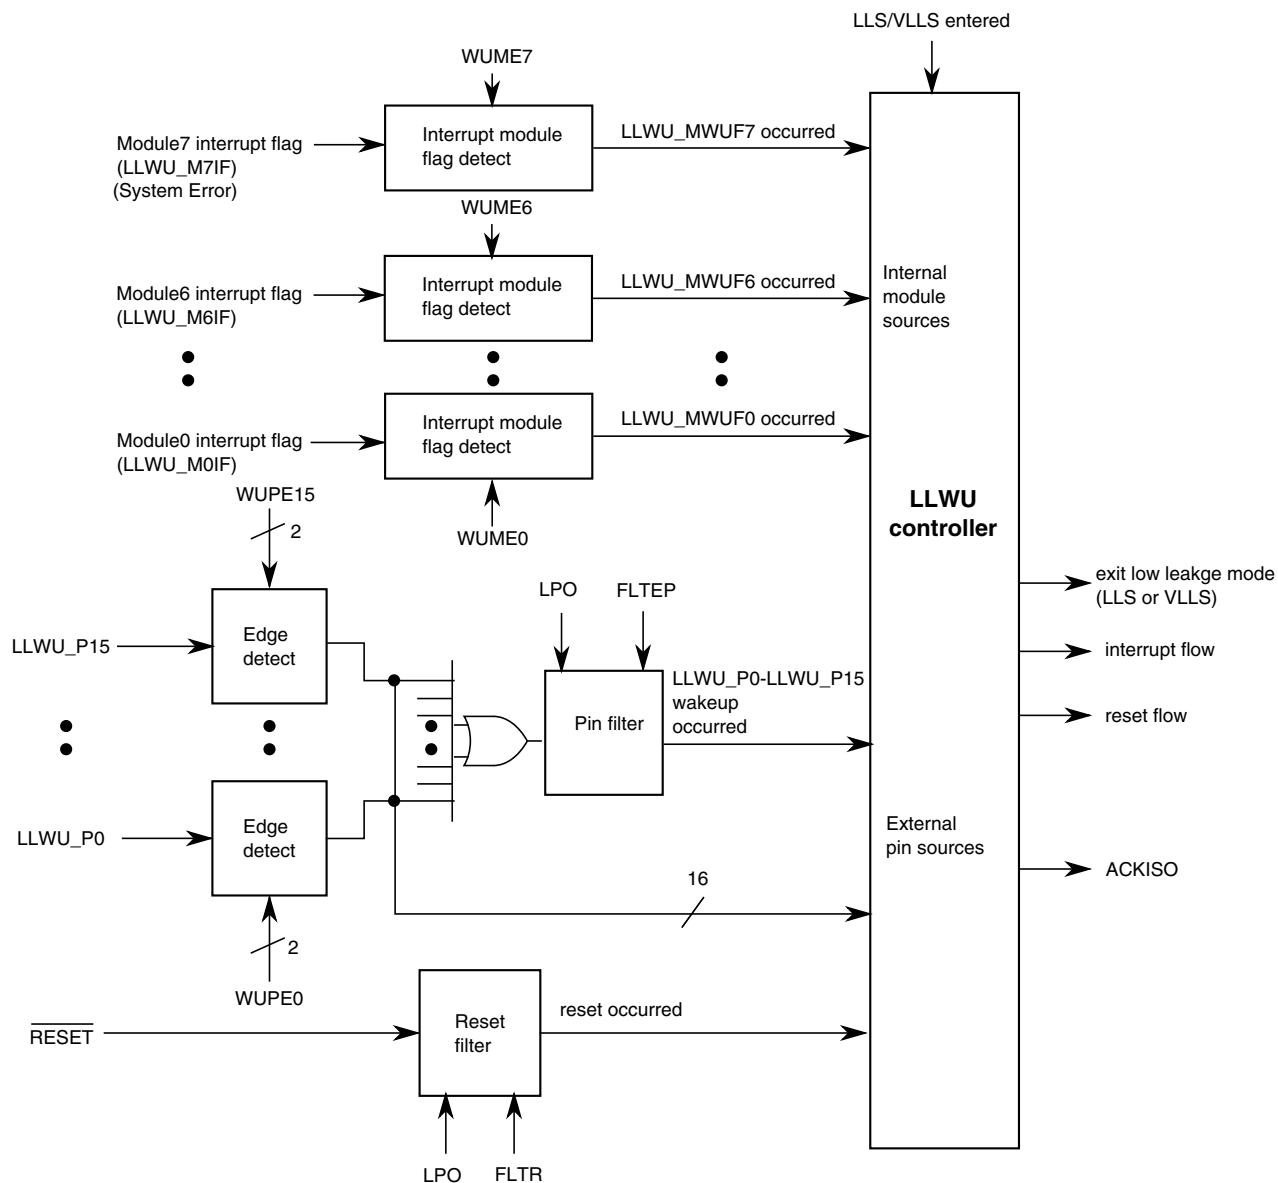 LLS/VLLS entered
WUME7
Module7 interrupt flag
(LLWU_M7IF)
(System Error)
Interrupt module
flag detect
LLWU_MWUF7 occurred
WUME6
Module6 interrupt flag
(LLWU_M6IF)
Interrupt module
flag detect
LLWU_MWUF6 occurred
Internal
module
sources
Module0 interrupt flag
(LLWU_M0IF)
Interrupt module
flag detect
LLWU_MWUF0 occurred
WUME0
LLWU
controller
WUPE15
2
LLWU_P15
Edge
detect
LPO
FLTEP
Pin filter
LLWU_P0-LLWU_P15
wakeup
occurred
exit low leakge mode
(LLS or VLLS)
interrupt flow
reset flow
LLWU_P0
Edge
detect
External
pin sources
ACKISO
16
2
WUPE0
RESET
Reset
filter
reset occurred
LPO
FLTR